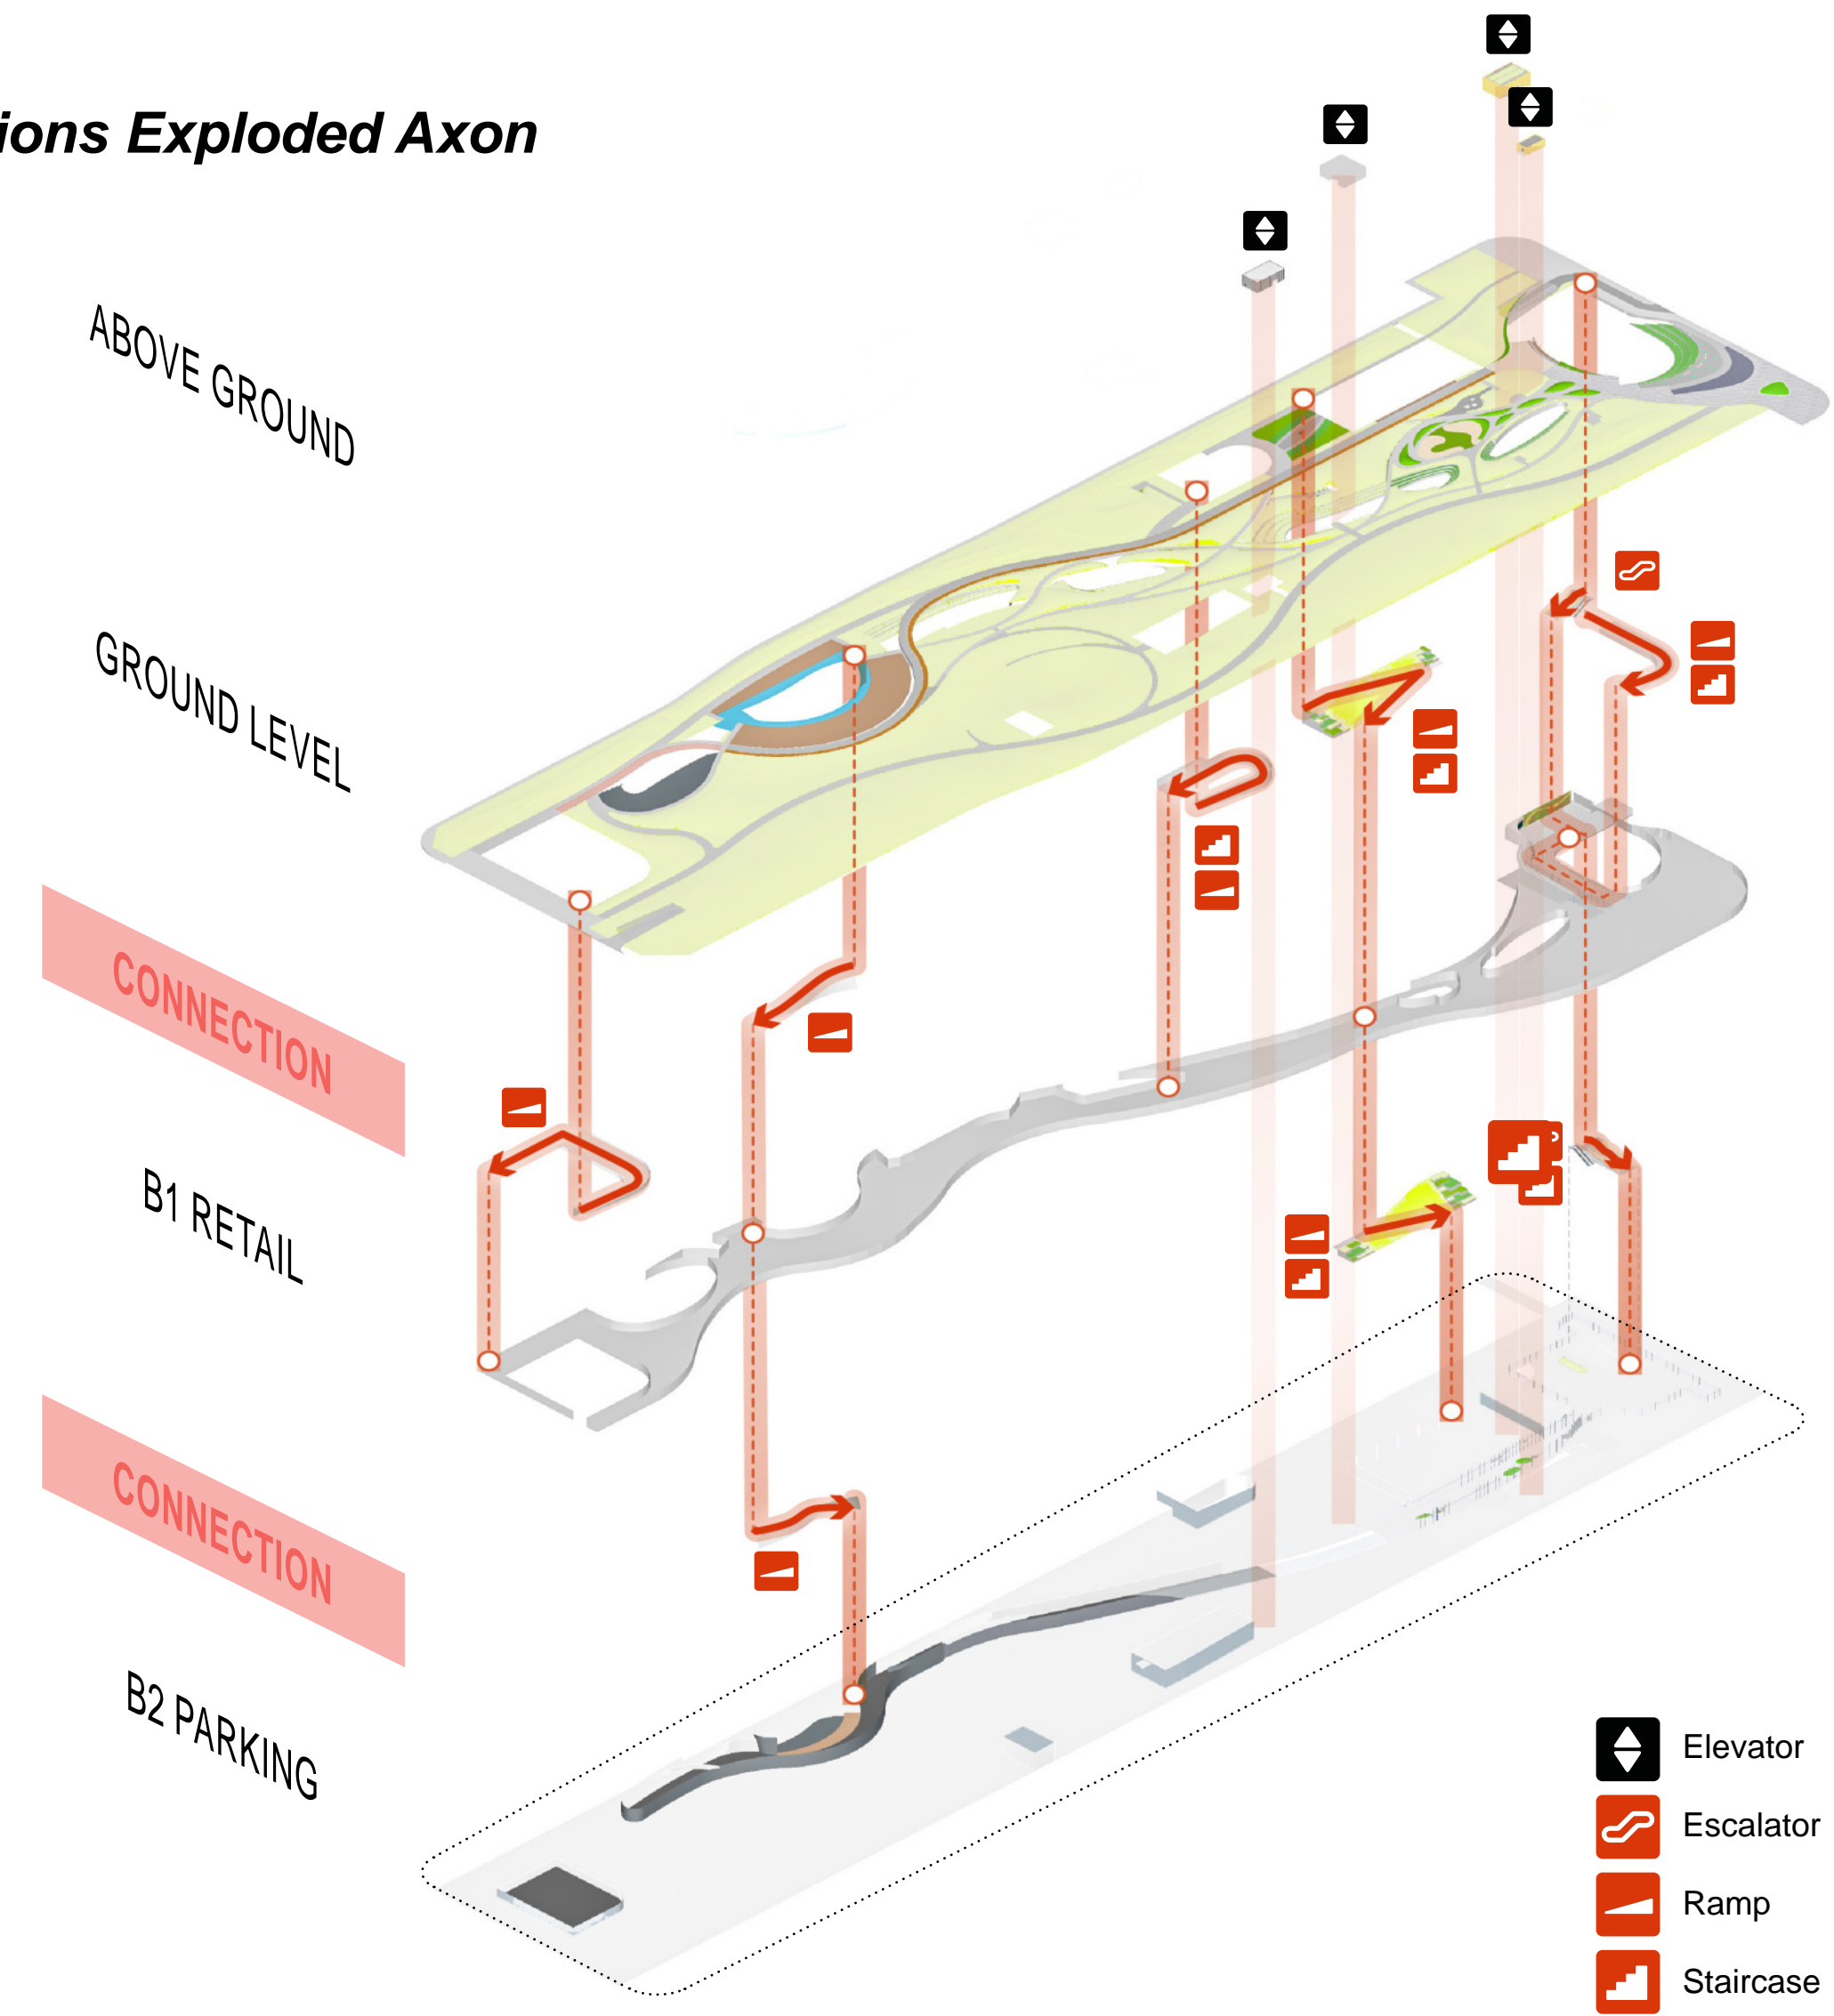 ions Exploded Axon
ABOVE GROUND
GROUND LEVEL
CONNECTION
B1 RETAIL
CONNECTION
B2 PARKING
Elevator
Escalator
Ramp
Staircase